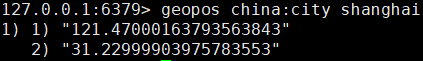 127.0.0.1:6379> geopos china:city shanghai
1) 1) "121.47000163793563843"
   2) "31.22999903975783553"